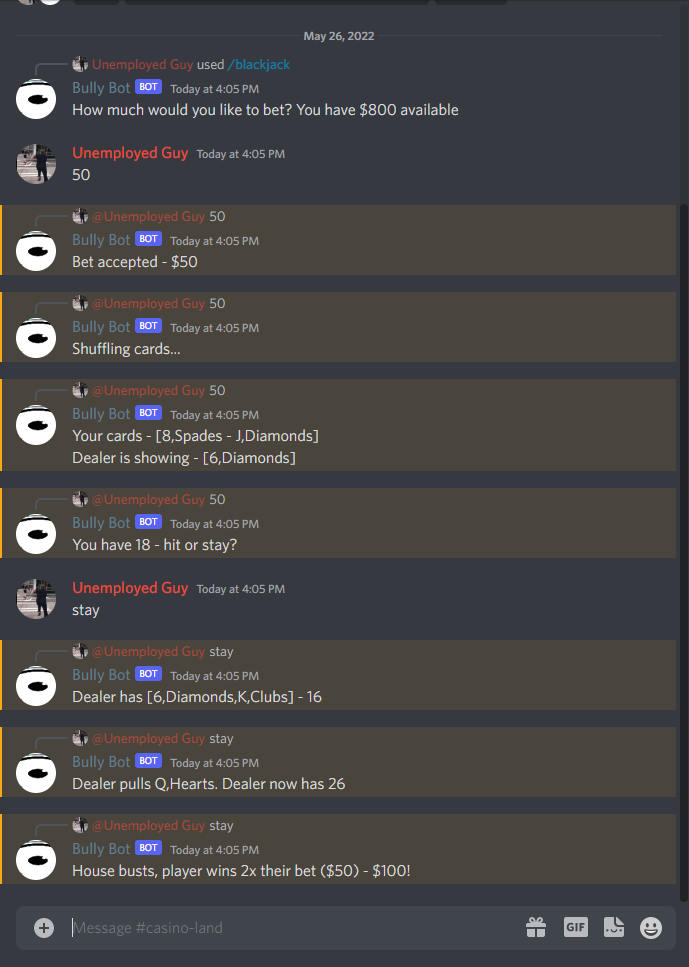 May 26, 2022
Unemployed Guy used /blackjack
Bully Bot BOT Today at 4:05 PM
How much would you like to bet? You have $800 available
Unemployed Guy Today at 4:05 PM
50
@Unemployed Guy 50
Bully Bot BOT Today at 4:05 PM
Bet accepted - $50
@Unemployed Guy 50
Bully Bot BOT Today at 4:05 PM
Shuffling cards...
@Unemployed Guy 50
Bully Bot BOT Today at 4:05 PM
Your cards - [8,Spades - J,Diamonds]
Dealer is showing - [6,Diamonds]
@Unemployed Guy 50
Bully Bot BOT Today at 4:05 PM
You have 18 - hit or stay?
Unemployed Guy Today at 4:05 PM
stay
@Unemployed Guy stay
Bully Bot BOT Today at 4:05 PM
Dealer has [6,Diamonds,K,Clubs] - 16
@Unemployed Guy stay
Bully Bot BOT Today at 4:05 PM
Dealer pulls Q,Hearts. Dealer now has 26
@Unemployed Guy stay
Bully Bot BOT Today at 4:05 PM
House busts, player wins 2x their bet ($50) - $100!
Message #casino-land GIF